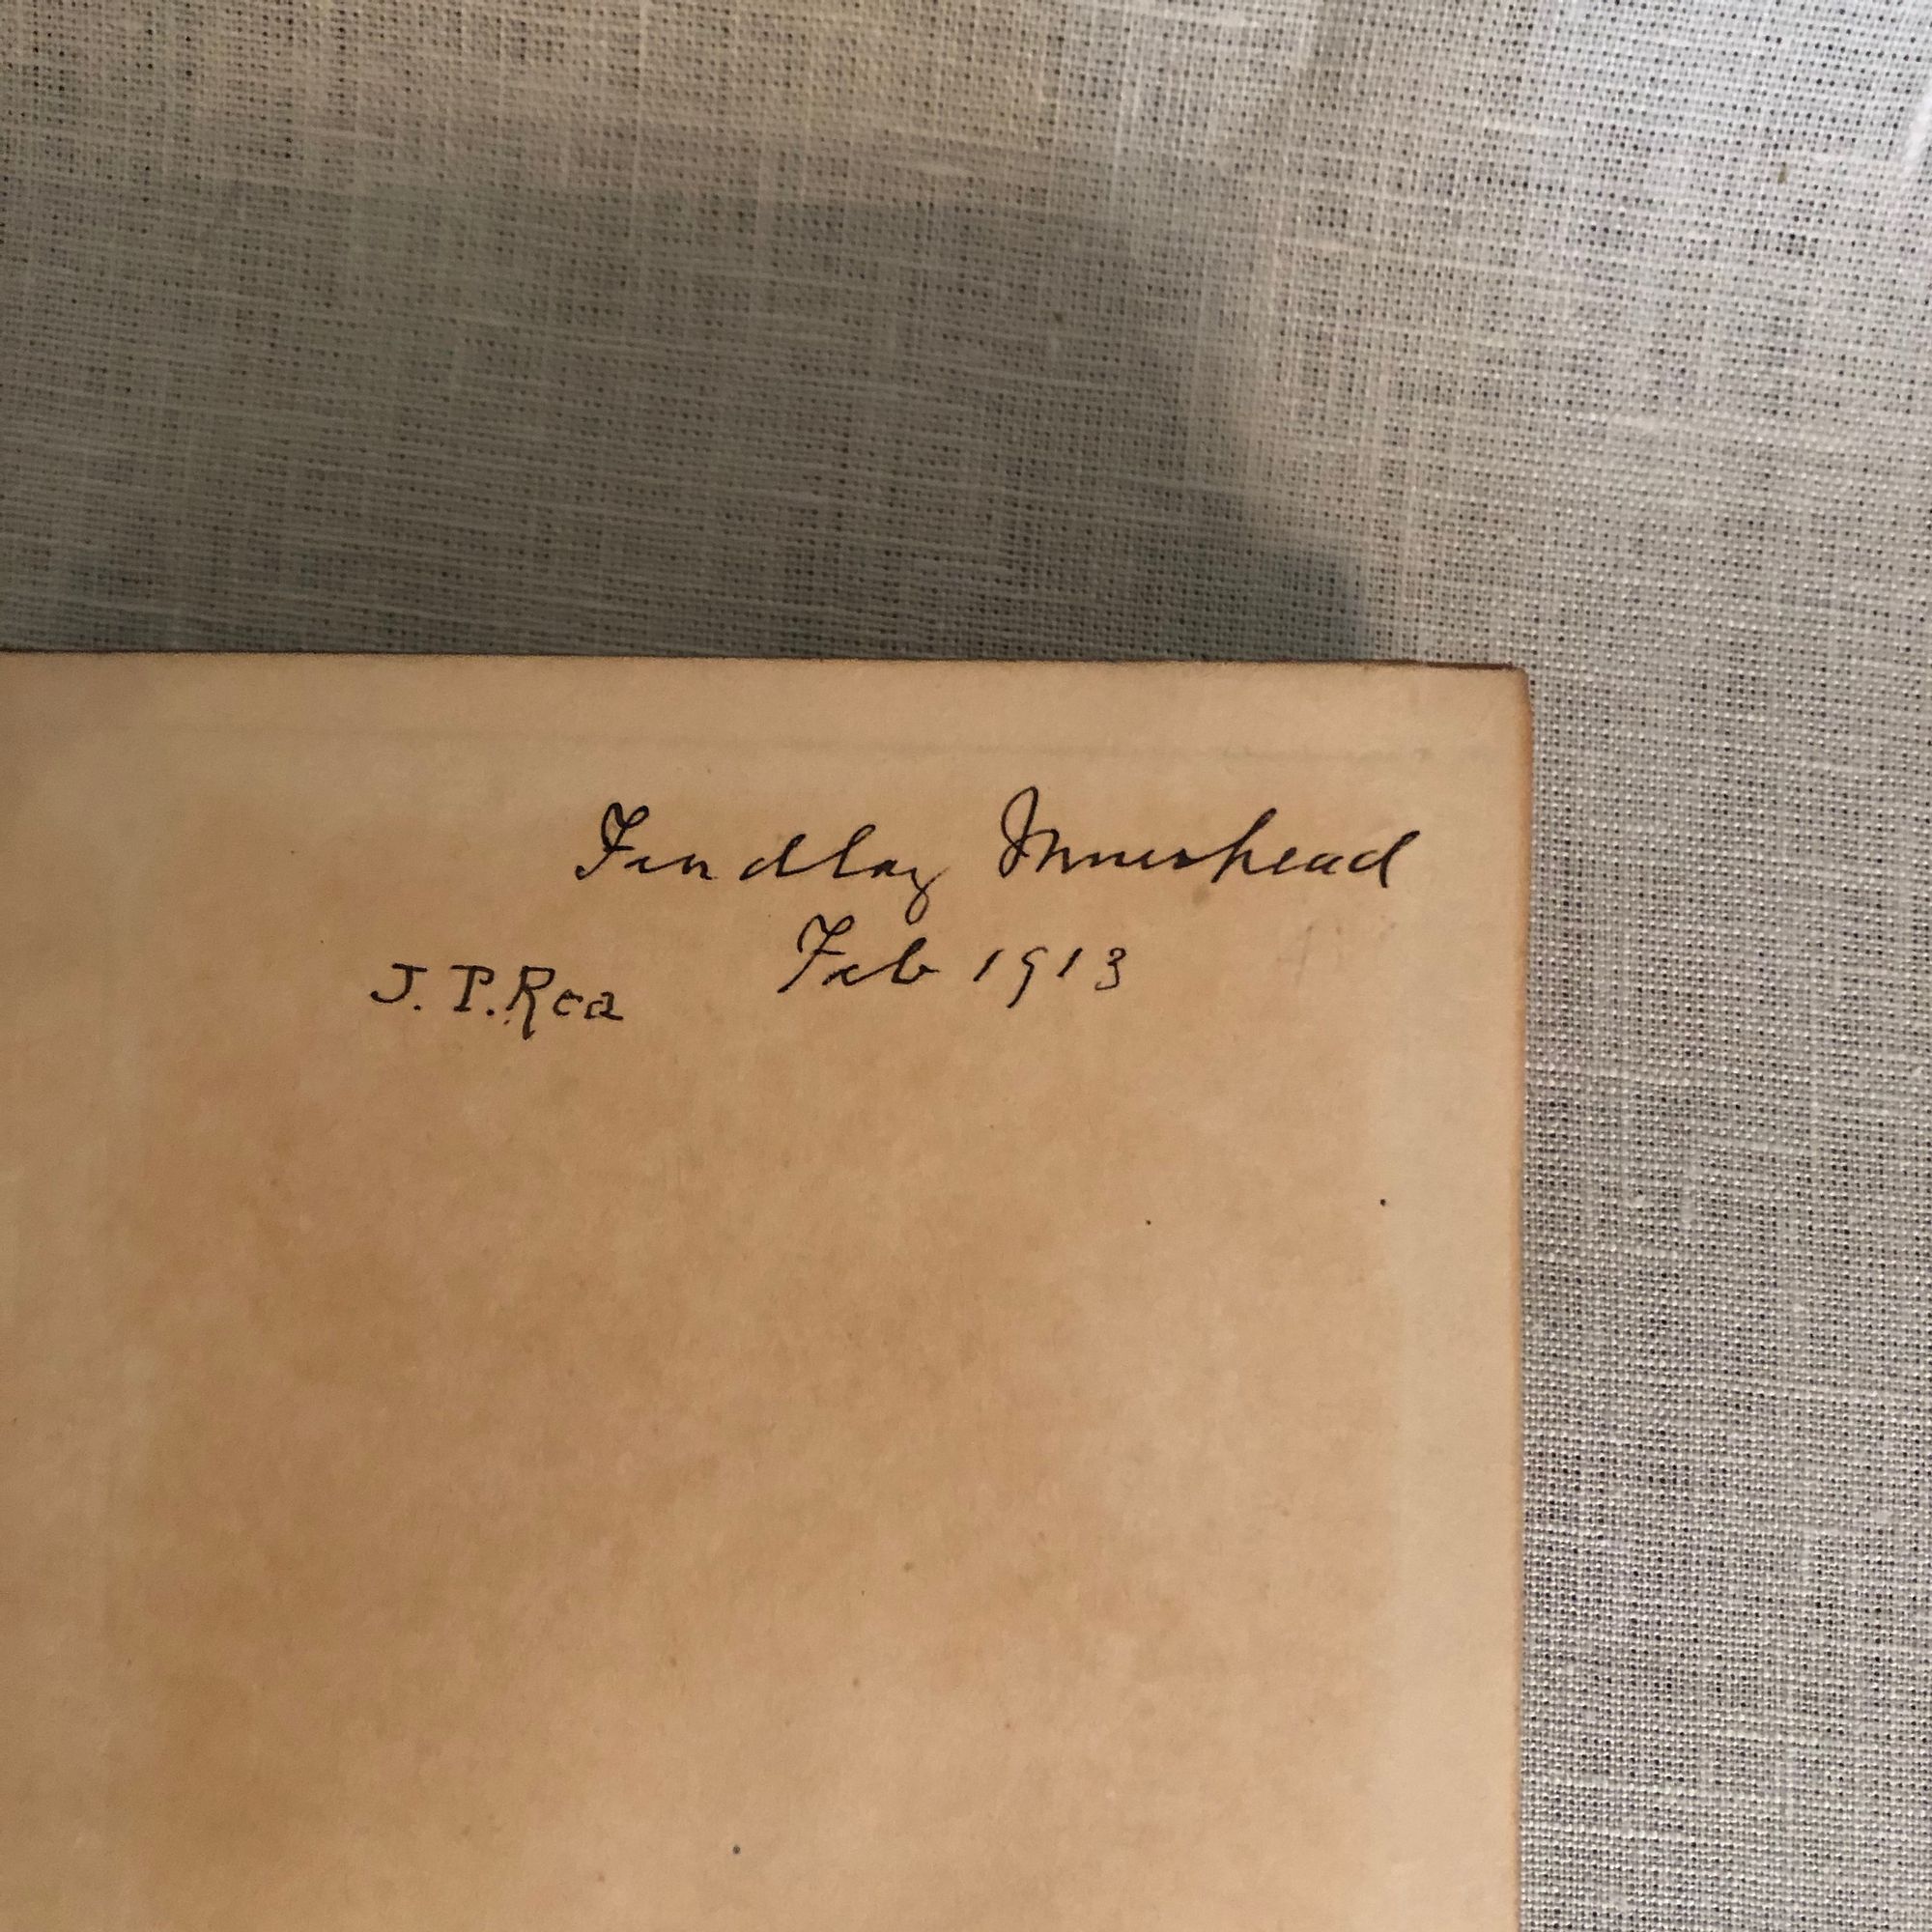 Findlay Muirhead
Feb 1913
J. P. Rea